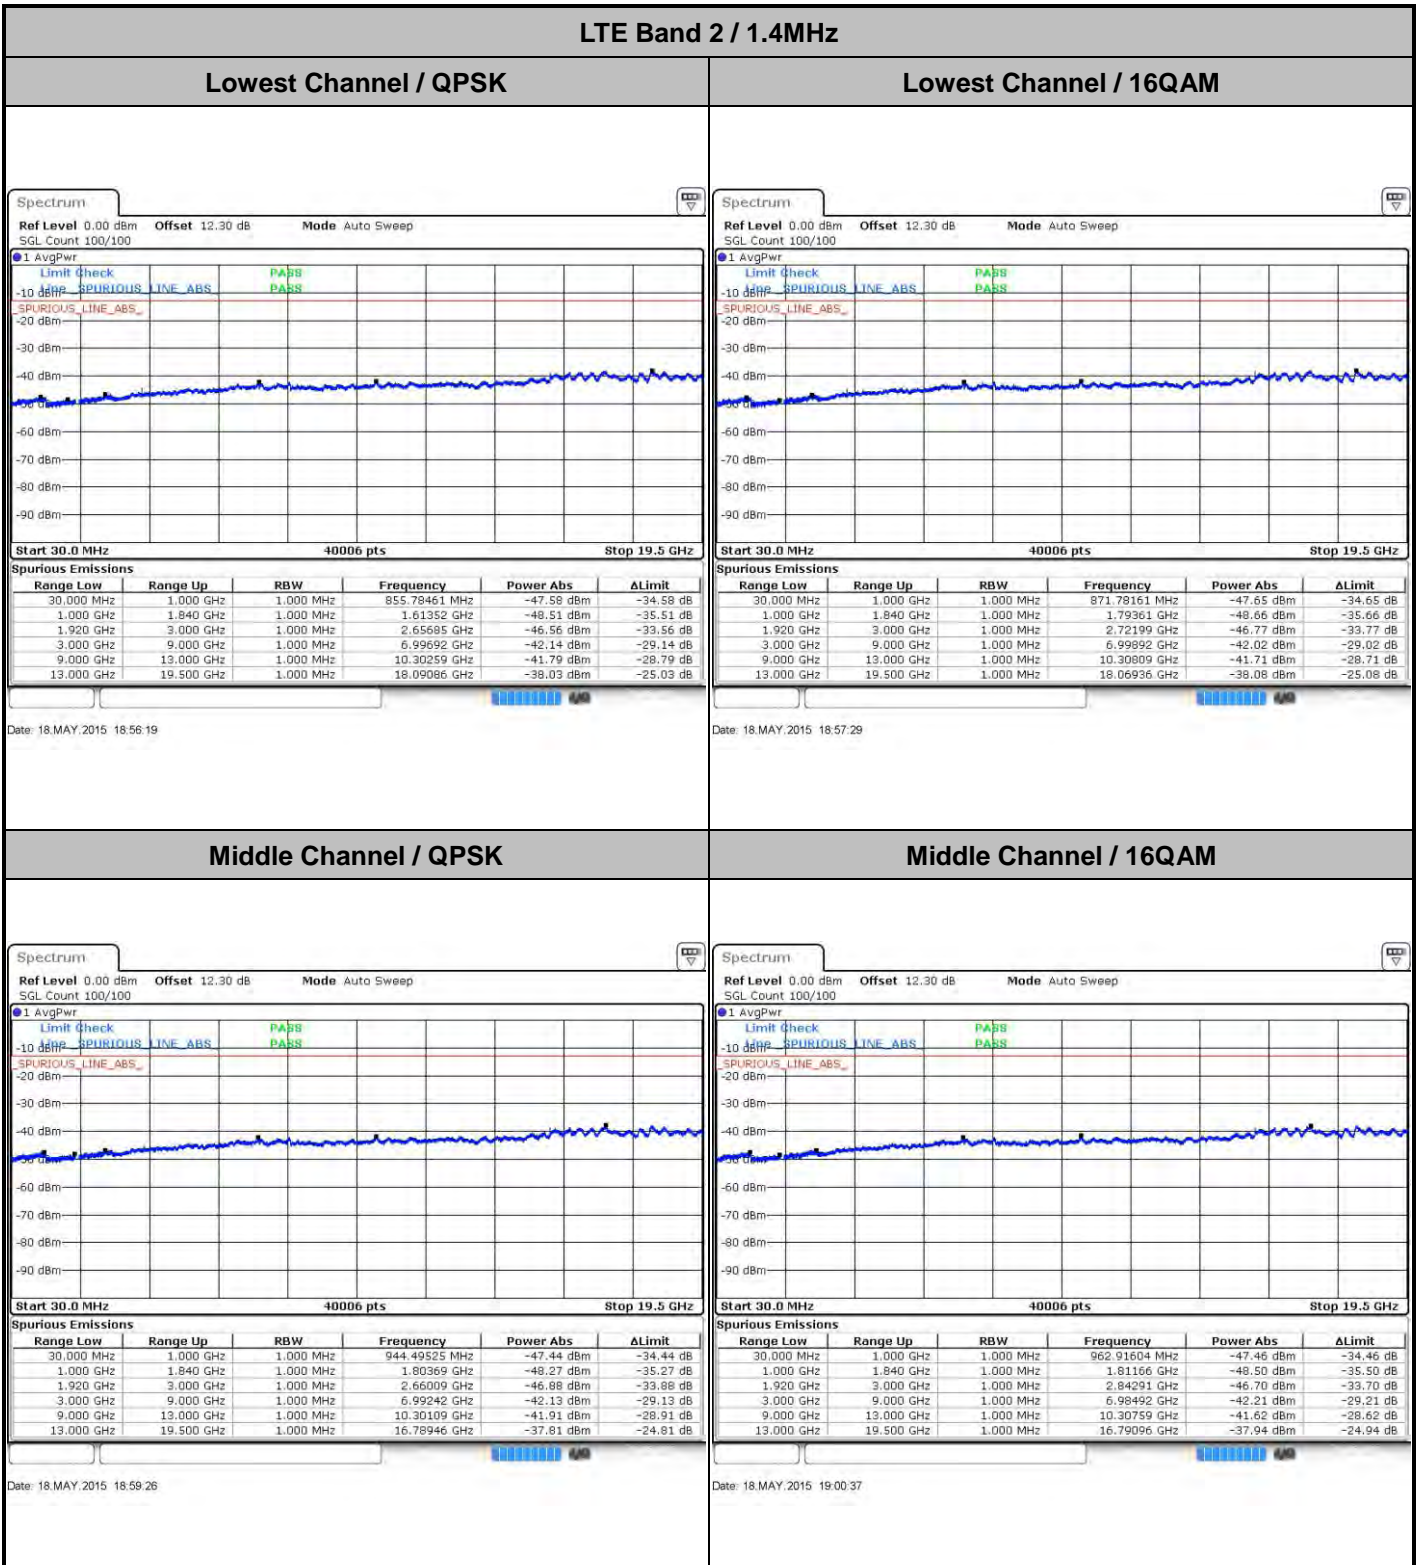 LTE Band 2 / 1.4MHz
Lowest Channel / QPSK
Lowest Channel / 16QAM
Spectrum
Ref Level 0.00 dBm Offset 12.30 dB Mode Auto Sweep
SGL Count 100/100
1 AvgPwr
Limit Check PASS
-10 dBm Line _SPURIOUS_LINE_ABS_ PASS
_SPURIOUS_LINE_ABS_
-20 dBm
-30 dBm
-40 dBm
-50 dBm
-60 dBm
-70 dBm
-80 dBm
-90 dBm
Start 30.0 MHz 40006 pts Stop 19.5 GHz
Spurious Emissions
Range Low Range Up RBW Frequency Power Abs ΔLimit
30.000 MHz 1.000 GHz 1.000 MHz 855.78461 MHz -47.58 dBm -34.58 dB
1.000 GHz 1.840 GHz 1.000 MHz 1.61352 GHz -48.51 dBm -35.51 dB
1.920 GHz 3.000 GHz 1.000 MHz 2.65685 GHz -46.56 dBm -33.56 dB
3.000 GHz 9.000 GHz 1.000 MHz 6.99692 GHz -42.14 dBm -29.14 dB
9.000 GHz 13.000 GHz 1.000 MHz 10.30259 GHz -41.79 dBm -28.79 dB
13.000 GHz 19.500 GHz 1.000 MHz 18.09086 GHz -38.03 dBm -25.03 dB
Date: 18.MAY.2015 18:56:19
Spectrum
Ref Level 0.00 dBm Offset 12.30 dB Mode Auto Sweep
SGL Count 100/100
1 AvgPwr
Limit Check PASS
-10 dBm Line _SPURIOUS_LINE_ABS_ PASS
_SPURIOUS_LINE_ABS_
-20 dBm
-30 dBm
-40 dBm
-50 dBm
-60 dBm
-70 dBm
-80 dBm
-90 dBm
Start 30.0 MHz 40006 pts Stop 19.5 GHz
Spurious Emissions
Range Low Range Up RBW Frequency Power Abs ΔLimit
30.000 MHz 1.000 GHz 1.000 MHz 871.78161 MHz -47.65 dBm -34.65 dB
1.000 GHz 1.840 GHz 1.000 MHz 1.79361 GHz -48.66 dBm -35.66 dB
1.920 GHz 3.000 GHz 1.000 MHz 2.72199 GHz -46.77 dBm -33.77 dB
3.000 GHz 9.000 GHz 1.000 MHz 6.99892 GHz -42.02 dBm -29.02 dB
9.000 GHz 13.000 GHz 1.000 MHz 10.30809 GHz -41.71 dBm -28.71 dB
13.000 GHz 19.500 GHz 1.000 MHz 18.06936 GHz -38.08 dBm -25.08 dB
Date: 18.MAY.2015 18:57:29
Middle Channel / QPSK
Middle Channel / 16QAM
Spectrum
Ref Level 0.00 dBm Offset 12.30 dB Mode Auto Sweep
SGL Count 100/100
1 AvgPwr
Limit Check PASS
-10 dBm Line _SPURIOUS_LINE_ABS_ PASS
_SPURIOUS_LINE_ABS_
-20 dBm
-30 dBm
-40 dBm
-50 dBm
-60 dBm
-70 dBm
-80 dBm
-90 dBm
Start 30.0 MHz 40006 pts Stop 19.5 GHz
Spurious Emissions
Range Low Range Up RBW Frequency Power Abs ΔLimit
30.000 MHz 1.000 GHz 1.000 MHz 944.49525 MHz -47.44 dBm -34.44 dB
1.000 GHz 1.840 GHz 1.000 MHz 1.80369 GHz -48.27 dBm -35.27 dB
1.920 GHz 3.000 GHz 1.000 MHz 2.66009 GHz -46.88 dBm -33.88 dB
3.000 GHz 9.000 GHz 1.000 MHz 6.99242 GHz -42.13 dBm -29.13 dB
9.000 GHz 13.000 GHz 1.000 MHz 10.30109 GHz -41.91 dBm -28.91 dB
13.000 GHz 19.500 GHz 1.000 MHz 16.78946 GHz -37.81 dBm -24.81 dB
Date: 18.MAY.2015 18:59:26
Spectrum
Ref Level 0.00 dBm Offset 12.30 dB Mode Auto Sweep
SGL Count 100/100
1 AvgPwr
Limit Check PASS
-10 dBm Line _SPURIOUS_LINE_ABS_ PASS
_SPURIOUS_LINE_ABS_
-20 dBm
-30 dBm
-40 dBm
-50 dBm
-60 dBm
-70 dBm
-80 dBm
-90 dBm
Start 30.0 MHz 40006 pts Stop 19.5 GHz
Spurious Emissions
Range Low Range Up RBW Frequency Power Abs ΔLimit
30.000 MHz 1.000 GHz 1.000 MHz 962.91604 MHz -47.46 dBm -34.46 dB
1.000 GHz 1.840 GHz 1.000 MHz 1.81166 GHz -48.50 dBm -35.50 dB
1.920 GHz 3.000 GHz 1.000 MHz 2.84291 GHz -46.70 dBm -33.70 dB
3.000 GHz 9.000 GHz 1.000 MHz 6.98492 GHz -42.21 dBm -29.21 dB
9.000 GHz 13.000 GHz 1.000 MHz 10.30759 GHz -41.62 dBm -28.62 dB
13.000 GHz 19.500 GHz 1.000 MHz 16.79096 GHz -37.94 dBm -24.94 dB
Date: 18.MAY.2015 19:00:37